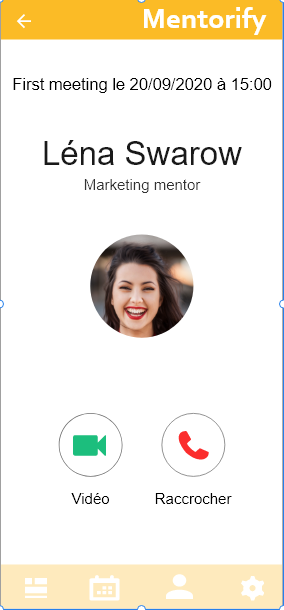 Mentorify
First meeting le 20/09/2020 à 15:00
Léna Swarow
Marketing mentor
Vidéo
Raccrocher